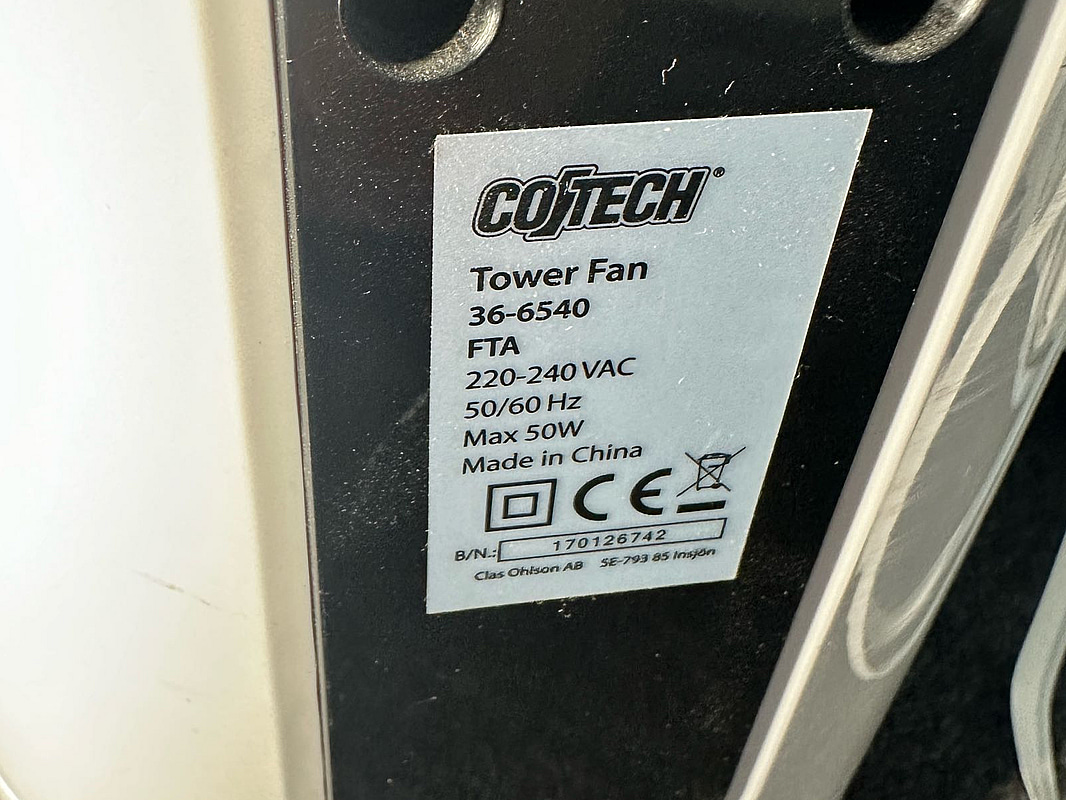 COTECH®
Tower Fan
36-6540
FTA
220-240 VAC
50/60 Hz
Max 50W
Made in China
CE
B/N.: 170126742
Clas Ohlson AB SE-793 85 Insjön